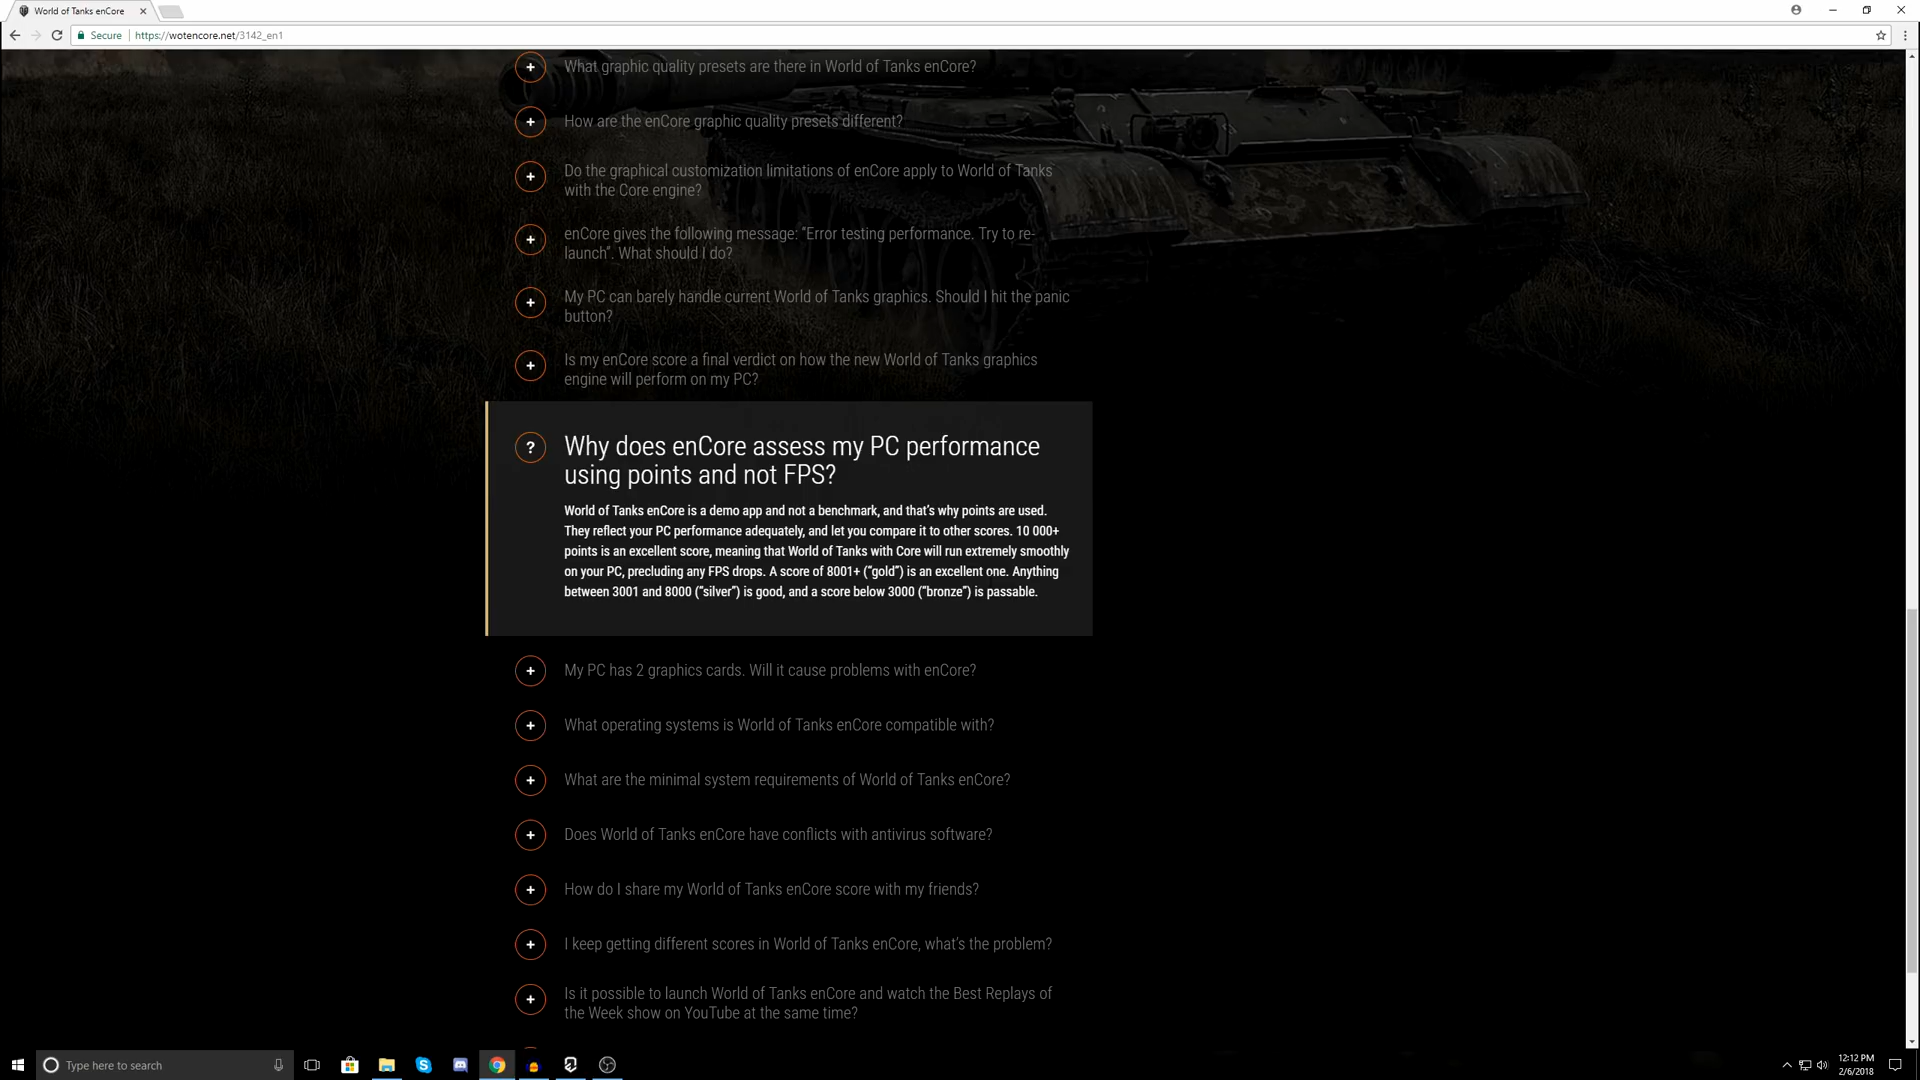 World of Tanks enCore
Secure
https://wotencore.net/3142_en1
What graphic quality presets are there in World of Tanks enCore?
How are the enCore graphic quality presets different?
Do the graphical customization limitations of enCore apply to World of Tanks
with the Core engine?
enCore gives the following message: “Error testing performance. Try to re-
launch”. What should I do?
My PC can barely handle current World of Tanks graphics. Should I hit the panic
button?
Is my enCore score a final verdict on how the new World of Tanks graphics
engine will perform on my PC?
?
Why does enCore assess my PC performance
using points and not FPS?
World of Tanks enCore is a demo app and not a benchmark, and that’s why points are used.
They reflect your PC performance adequately, and let you compare it to other scores. 10 000+
points is an excellent score, meaning that World of Tanks with Core will run extremely smoothly
on your PC, precluding any FPS drops. A score of 8001+ (“gold”) is an excellent one. Anything
between 3001 and 8000 (“silver”) is good, and a score below 3000 (“bronze”) is passable.
My PC has 2 graphics cards. Will it cause problems with enCore?
What operating systems is World of Tanks enCore compatible with?
What are the minimal system requirements of World of Tanks enCore?
Does World of Tanks enCore have conflicts with antivirus software?
How do I share my World of Tanks enCore score with my friends?
I keep getting different scores in World of Tanks enCore, what’s the problem?
Is it possible to launch World of Tanks enCore and watch the Best Replays of
the Week show on YouTube at the same time?
Type here to search
12:12 PM
2/6/2018